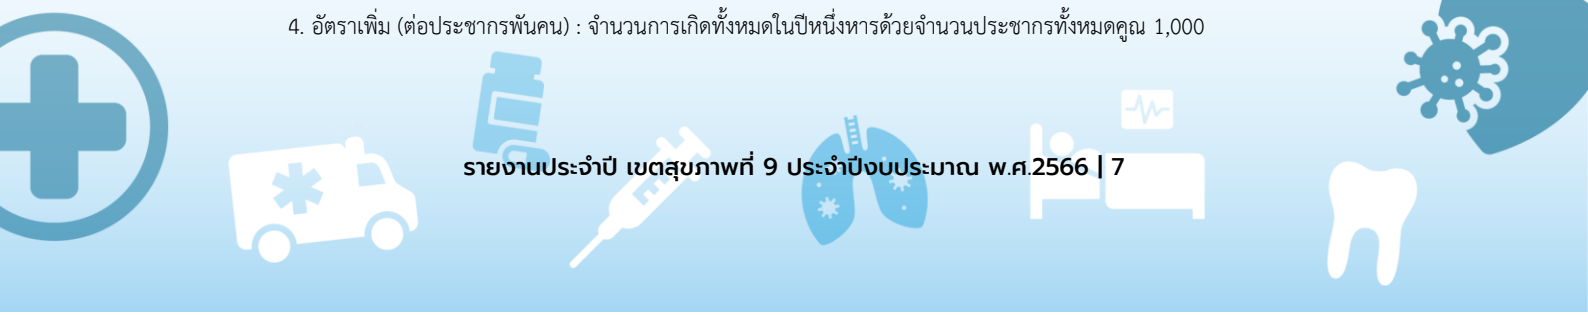 4. อัตราเพิ่ม (ต่อประชากรพันคน) : จำนวนการเกิดทั้งหมดในปีหนึ่งหารด้วยจำนวนประชากรทั้งหมดคูณ 1,000
รายงานประจำปี เขตสุขภาพที่ 9 ประจำปีงบประมาณ พ.ศ.2566 | 7